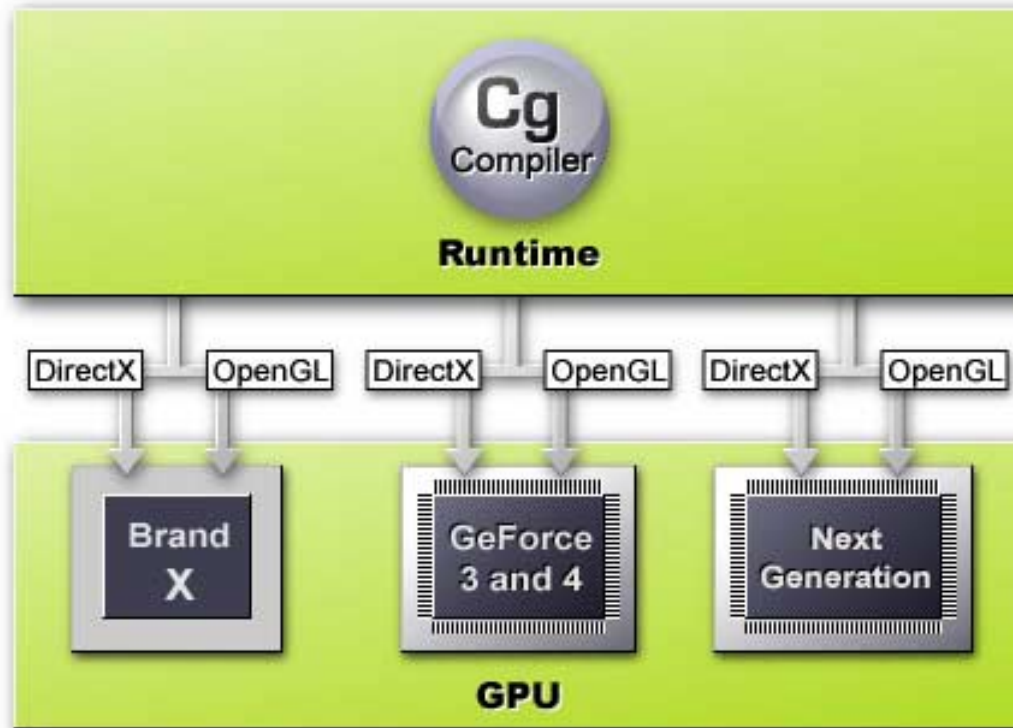 Cg
Compiler
Runtime
DirectX
OpenGL
DirectX
OpenGL
DirectX
OpenGL
Brand
X
GeForce
3 and 4
Next
Generation
GPU